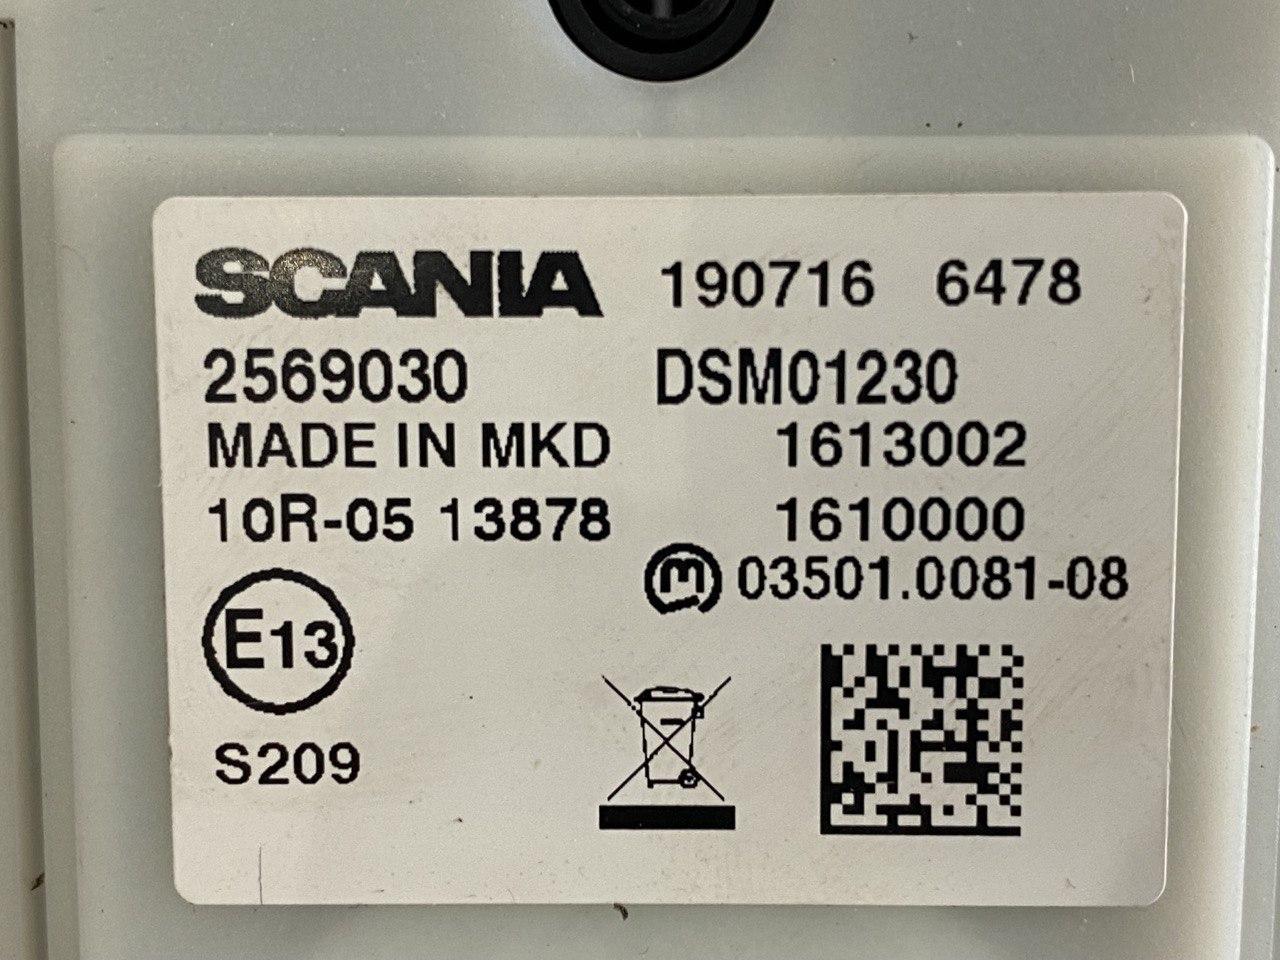 SCANIA 190716 6478
2569030 DSM01230
MADE IN MKD 1613002
10R-05 13878 1610000
m 03501.0081-08
E13
S209